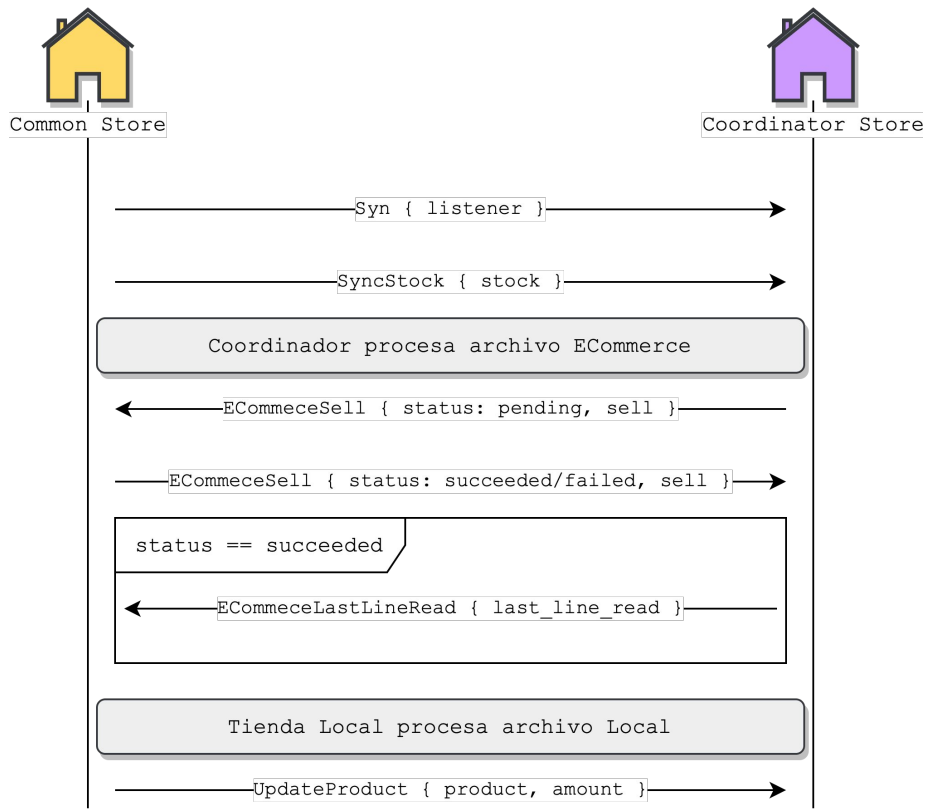 Common Store
Coordinator Store
Syn { listener }
SyncStock { stock }
Coordinador procesa archivo ECommerce
ECommeceSell { status: pending, sell }
ECommeceSell { status: succeeded/failed, sell }
status == succeeded
ECommeceLastLineRead { last_line_read }
Tienda Local procesa archivo Local
UpdateProduct { product, amount }